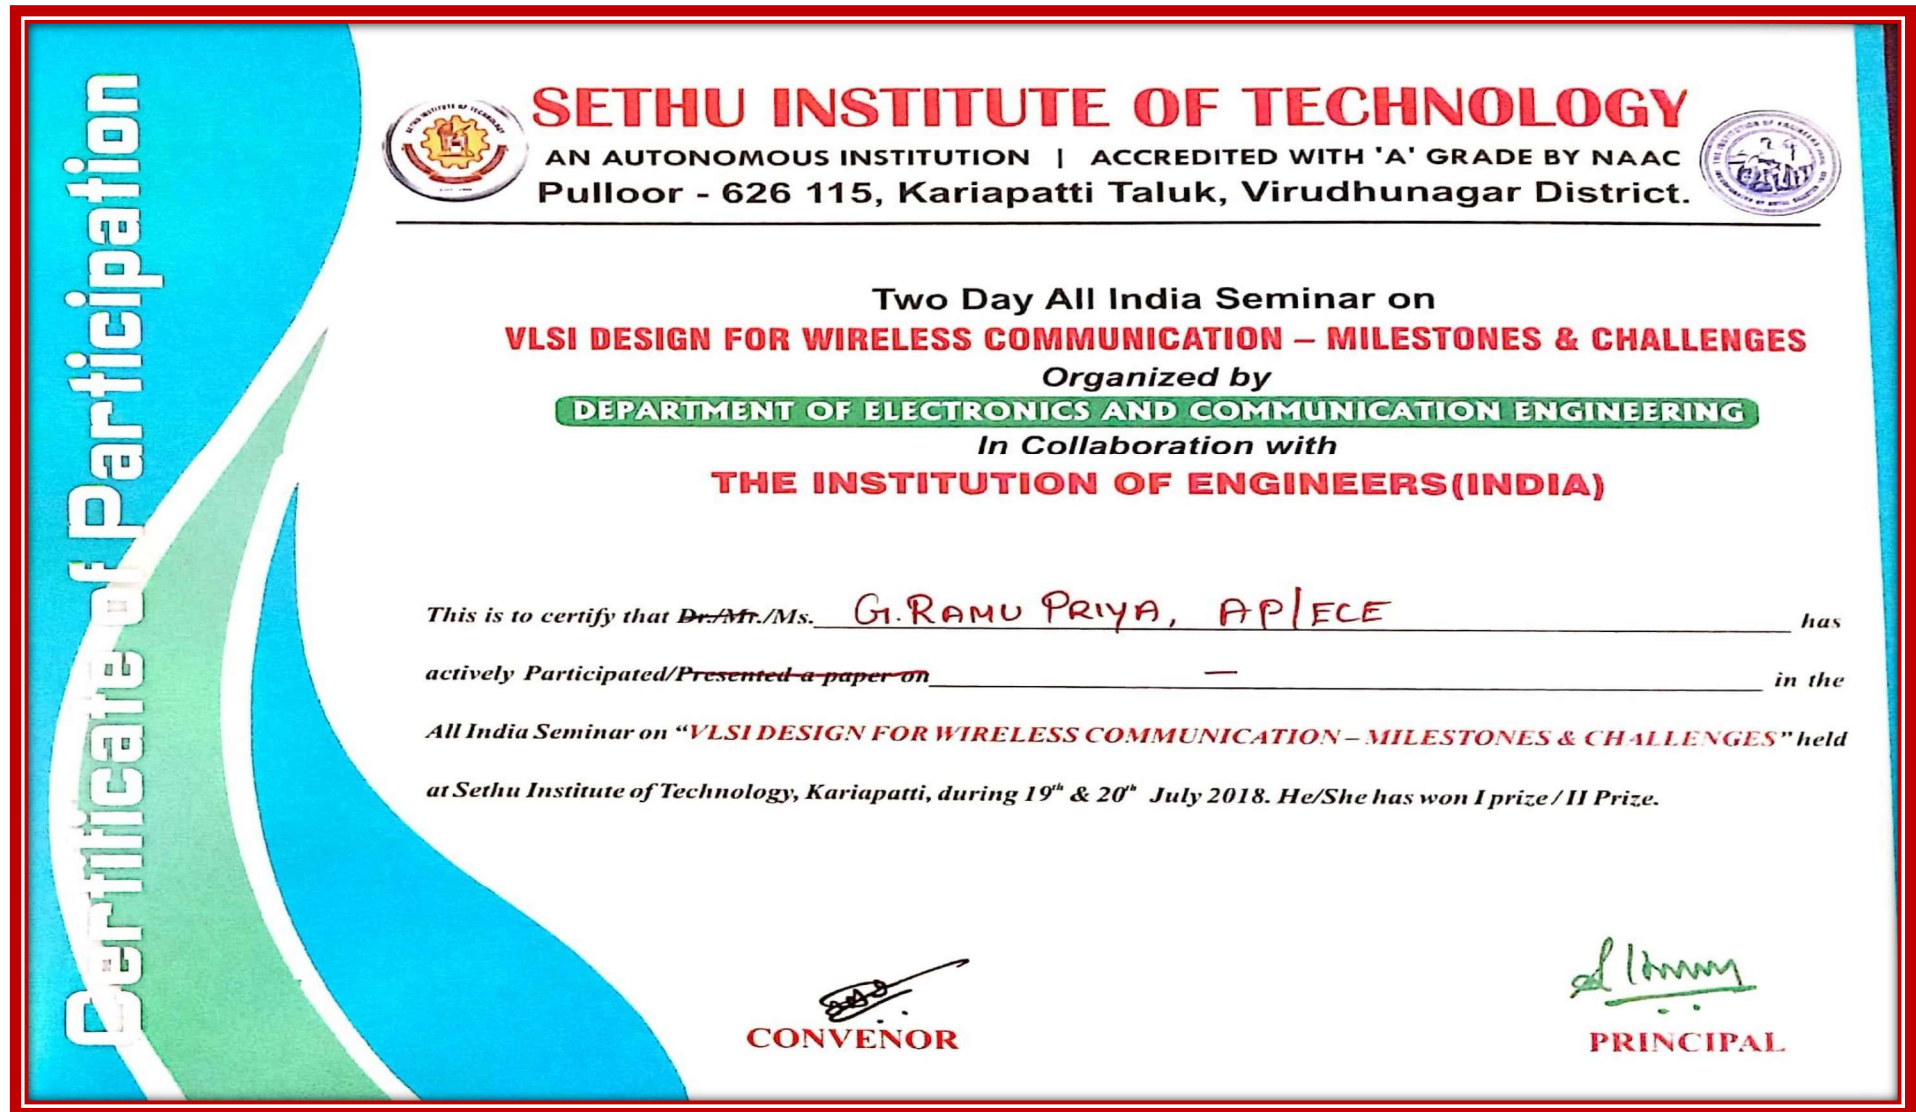 Certificate of Participation
SETHU INSTITUTE OF TECHNOLOGY
AN AUTONOMOUS INSTITUTION | ACCREDITED WITH 'A' GRADE BY NAAC
Pulloor - 626 115, Kariapatti Taluk, Virudhunagar District.
Two Day All India Seminar on
VLSI DESIGN FOR WIRELESS COMMUNICATION – MILESTONES & CHALLENGES
Organized by
DEPARTMENT OF ELECTRONICS AND COMMUNICATION ENGINEERING
In Collaboration with
THE INSTITUTION OF ENGINEERS(INDIA)
This is to certify that Dr./Mr./Ms. G. RAMU PRIYA, AP/ECE has
actively Participated/Presented a paper on – in the
All India Seminar on “VLSI DESIGN FOR WIRELESS COMMUNICATION – MILESTONES & CHALLENGES” held
at Sethu Institute of Technology, Kariapatti, during 19th & 20th July 2018. He/She has won I prize / II Prize.
CONVENOR
PRINCIPAL